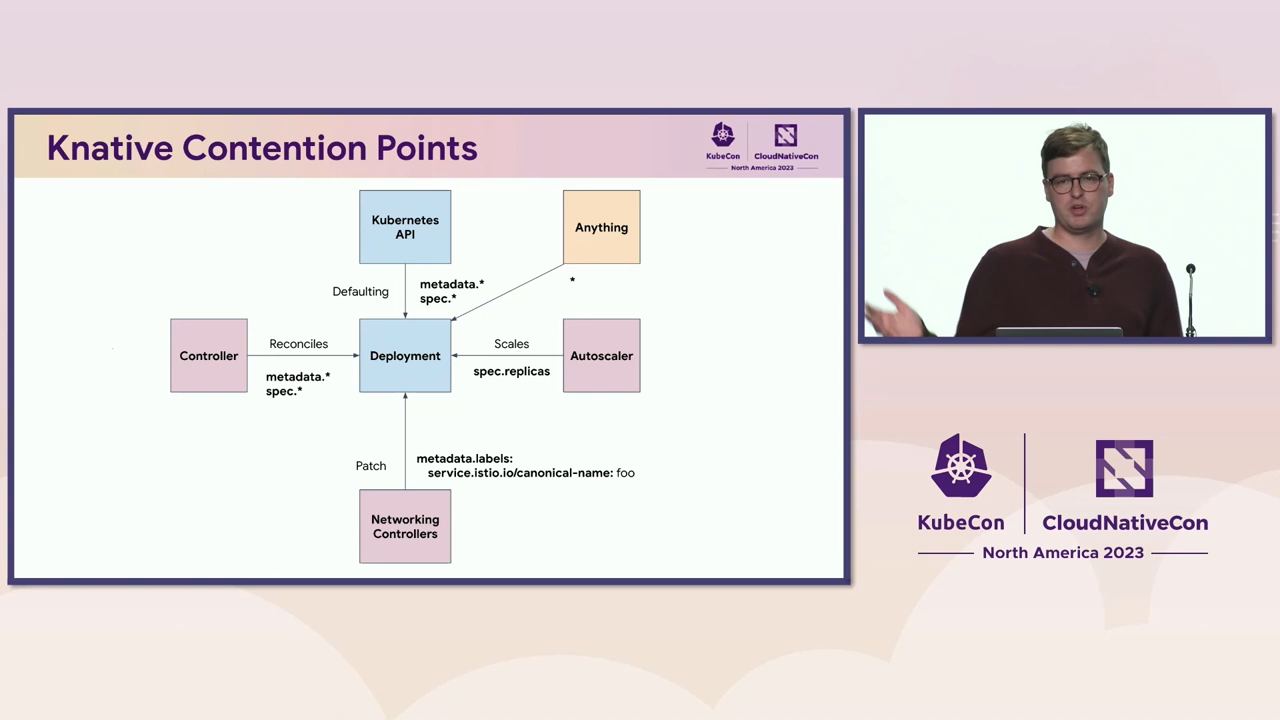 Knative Contention Points
KubeCon
CloudNativeCon
North America 2023
Kubernetes
API
Anything
Defaulting
metadata.*
spec.*
*
Controller
Reconciles
metadata.*
spec.*
Deployment
Scales
spec.replicas
Autoscaler
Patch
metadata.labels:
service.istio.io/canonical-name: foo
Networking
Controllers
KubeCon
CloudNativeCon
North America 2023